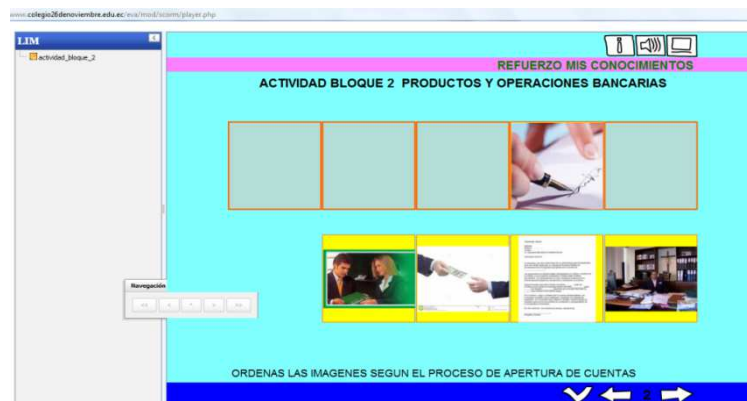 www.colegio26denoviembre.edu.ec/eva/mod/scorm/player.php
LIM
actividad_bloque_2
REFUERZO MIS CONOCIMIENTOS
ACTIVIDAD BLOQUE 2 PRODUCTOS Y OPERACIONES BANCARIAS
Navegación
<< < ^ > >>
ORDENAS LAS IMAGENES SEGUN EL PROCESO DE APERTURA DE CUENTAS
2